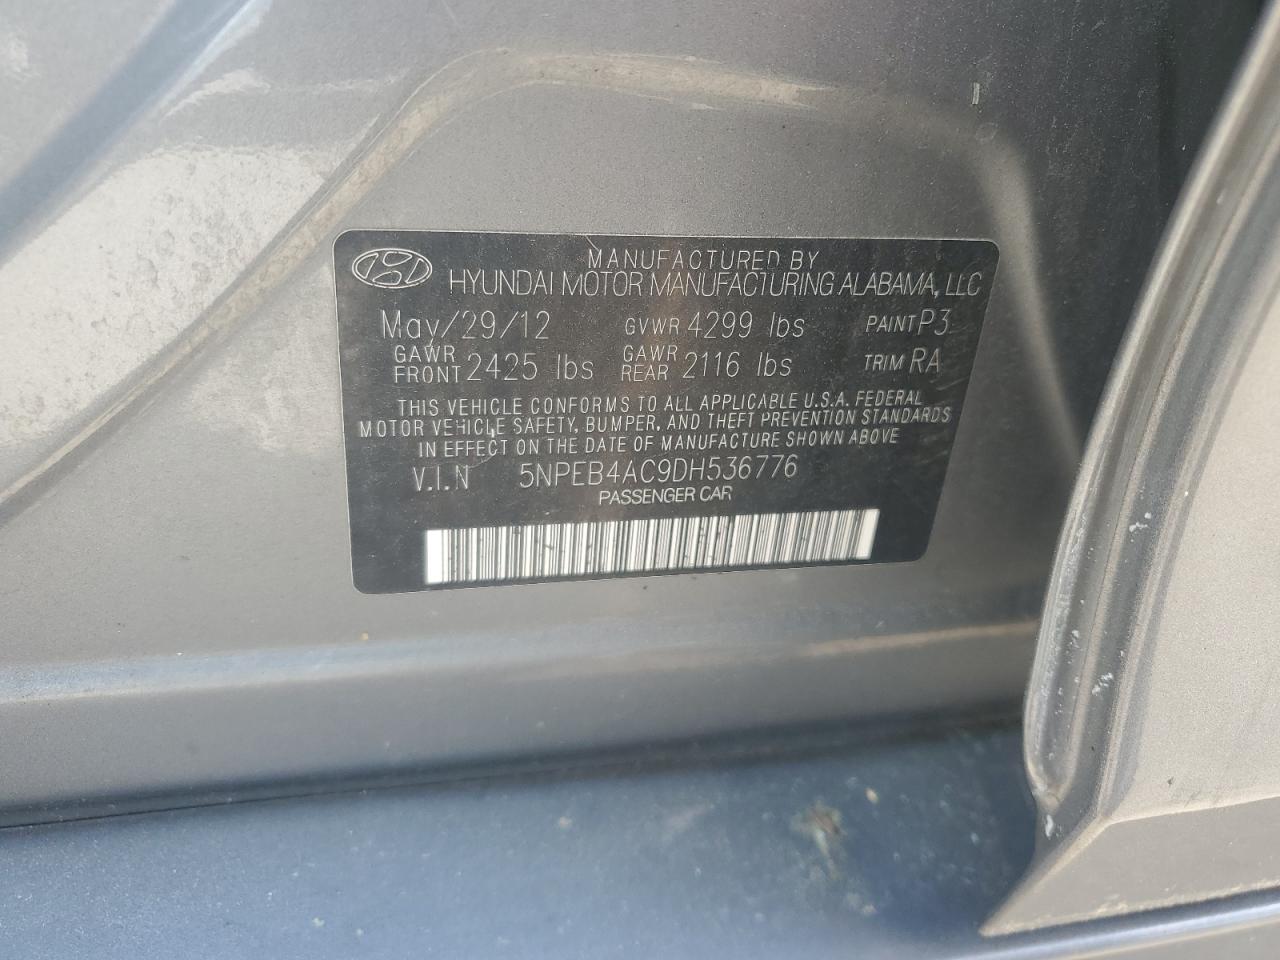 MANUFACTURED BY
HYUNDAI MOTOR MANUFACTURING ALABAMA, LLC
May/29/12 GVWR 4299 lbs PAINT P3
GAWR FRONT 2425 lbs GAWR REAR 2116 lbs TRIM RA
THIS VEHICLE CONFORMS TO ALL APPLICABLE U.S.A. FEDERAL
MOTOR VEHICLE SAFETY, BUMPER, AND THEFT PREVENTION STANDARDS
IN EFFECT ON THE DATE OF MANUFACTURE SHOWN ABOVE
V.I.N 5NPEB4AC9DH536776
PASSENGER CAR